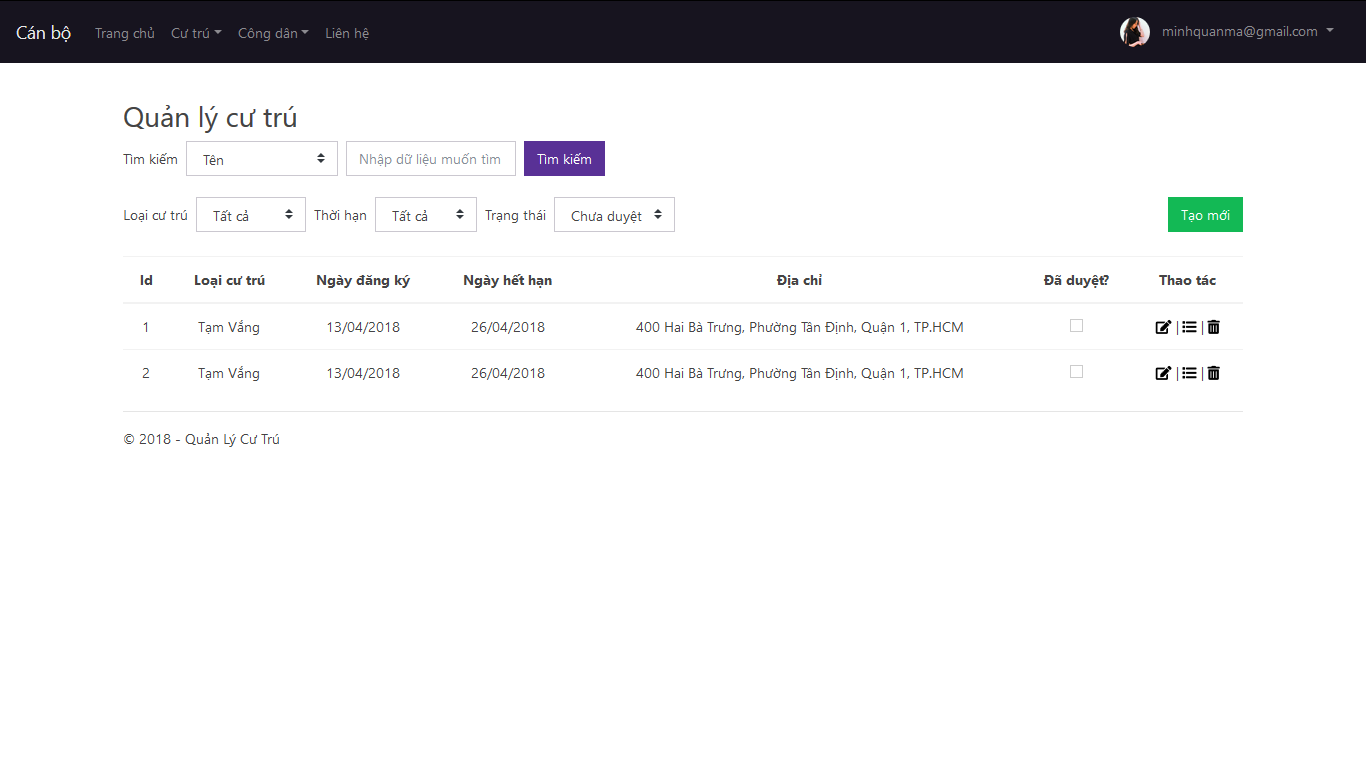 Cán bộ Trang chủ Cư trú Công dân Liên hệ minhquanma@gmail.com
Quản lý cư trú
Tìm kiếm Tên Nhập dữ liệu muốn tìm Tìm kiếm
Loại cư trú Tất cả Thời hạn Tất cả Trạng thái Chưa duyệt Tạo mới
Id Loại cư trú Ngày đăng ký Ngày hết hạn Địa chỉ Đã duyệt? Thao tác
1 Tạm Vắng 13/04/2018 26/04/2018 400 Hai Bà Trưng, Phường Tân Định, Quận 1, TP.HCM | |
2 Tạm Vắng 13/04/2018 26/04/2018 400 Hai Bà Trưng, Phường Tân Định, Quận 1, TP.HCM | |
© 2018 - Quản Lý Cư Trú